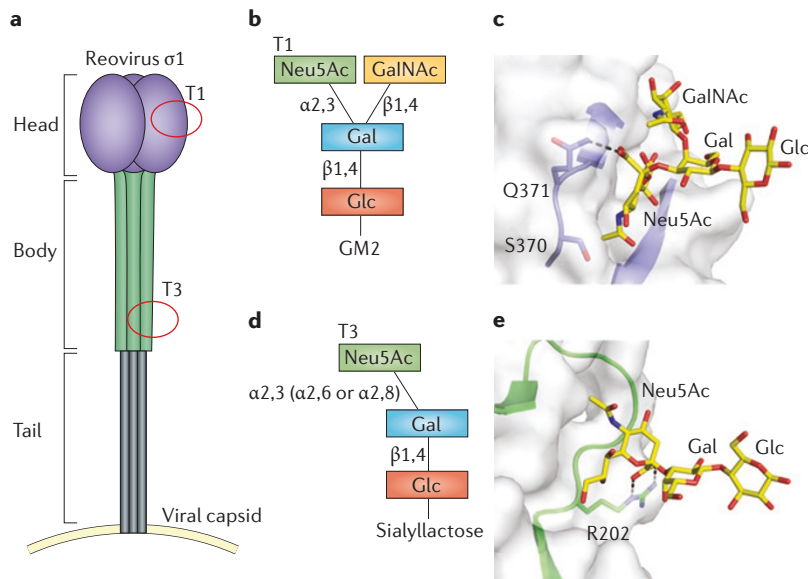 a
Reovirus σ1
T1
Head
Body
T3
Tail
Viral capsid
b
T1
Neu5Ac
GalNAc
α2,3
β1,4
Gal
β1,4
Glc
GM2
c
GalNAc
Gal
Glc
Q371
Neu5Ac
S370
d
T3
Neu5Ac
α2,3 (α2,6 or α2,8)
Gal
β1,4
Glc
Sialyllactose
e
Neu5Ac
Gal
Glc
R202